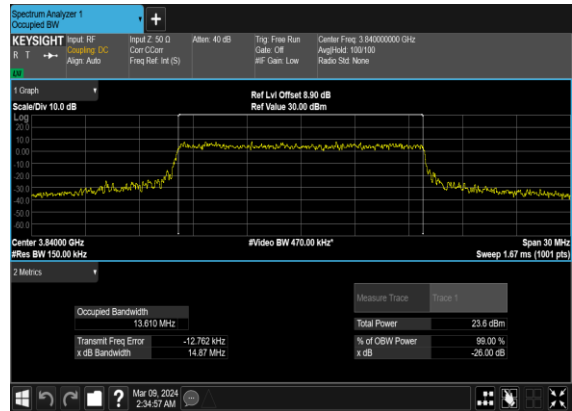 Spectrum Analyzer 1
Occupied BW
+
KEYSIGHT Input: RF Input Z: 50 Ω Atten: 40 dB Trig: Free Run Center Freq: 3.840000000 GHz
R T Coupling: DC Corr CCorr Gate: Off Avg|Hold: 100/100
Align: Auto Freq Ref: Int (S) #IF Gain: Low Radio Std: None
LW
1 Graph
Ref Lvl Offset 8.90 dB
Scale/Div 10.0 dB Ref Value 30.00 dBm
Log
20.0
10.0
0.00
-10.0
-20.0
-30.0
-40.0
-50.0
-60.0
Center 3.84000 GHz #Video BW 470.00 kHz* Span 30 MHz
#Res BW 150.00 kHz Sweep 1.67 ms (1001 pts)
2 Metrics
Measure Trace Trace 1
Occupied Bandwidth
13.610 MHz Total Power 23.6 dBm
Transmit Freq Error -12.762 kHz % of OBW Power 99.00 %
x dB Bandwidth 14.87 MHz x dB -26.00 dB
? Mar 09, 2024
2:34:57 AM